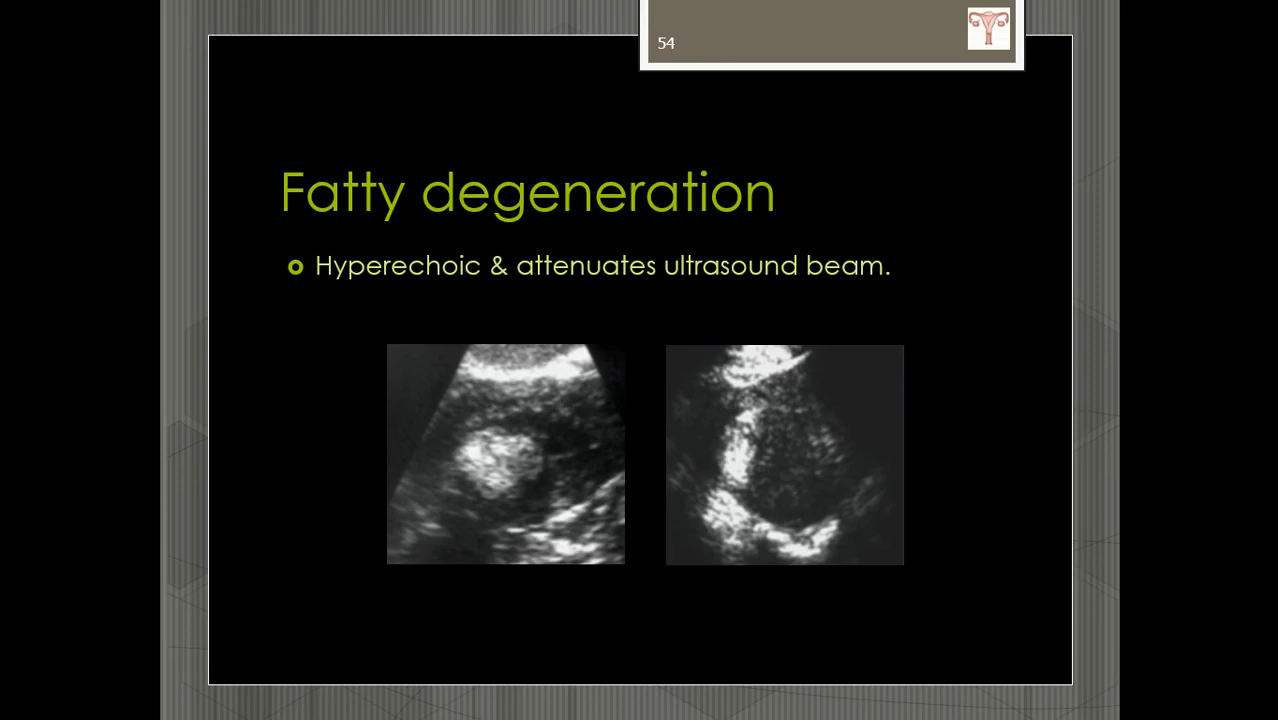 54
Fatty degeneration
Hyperechoic & attenuates ultrasound beam.